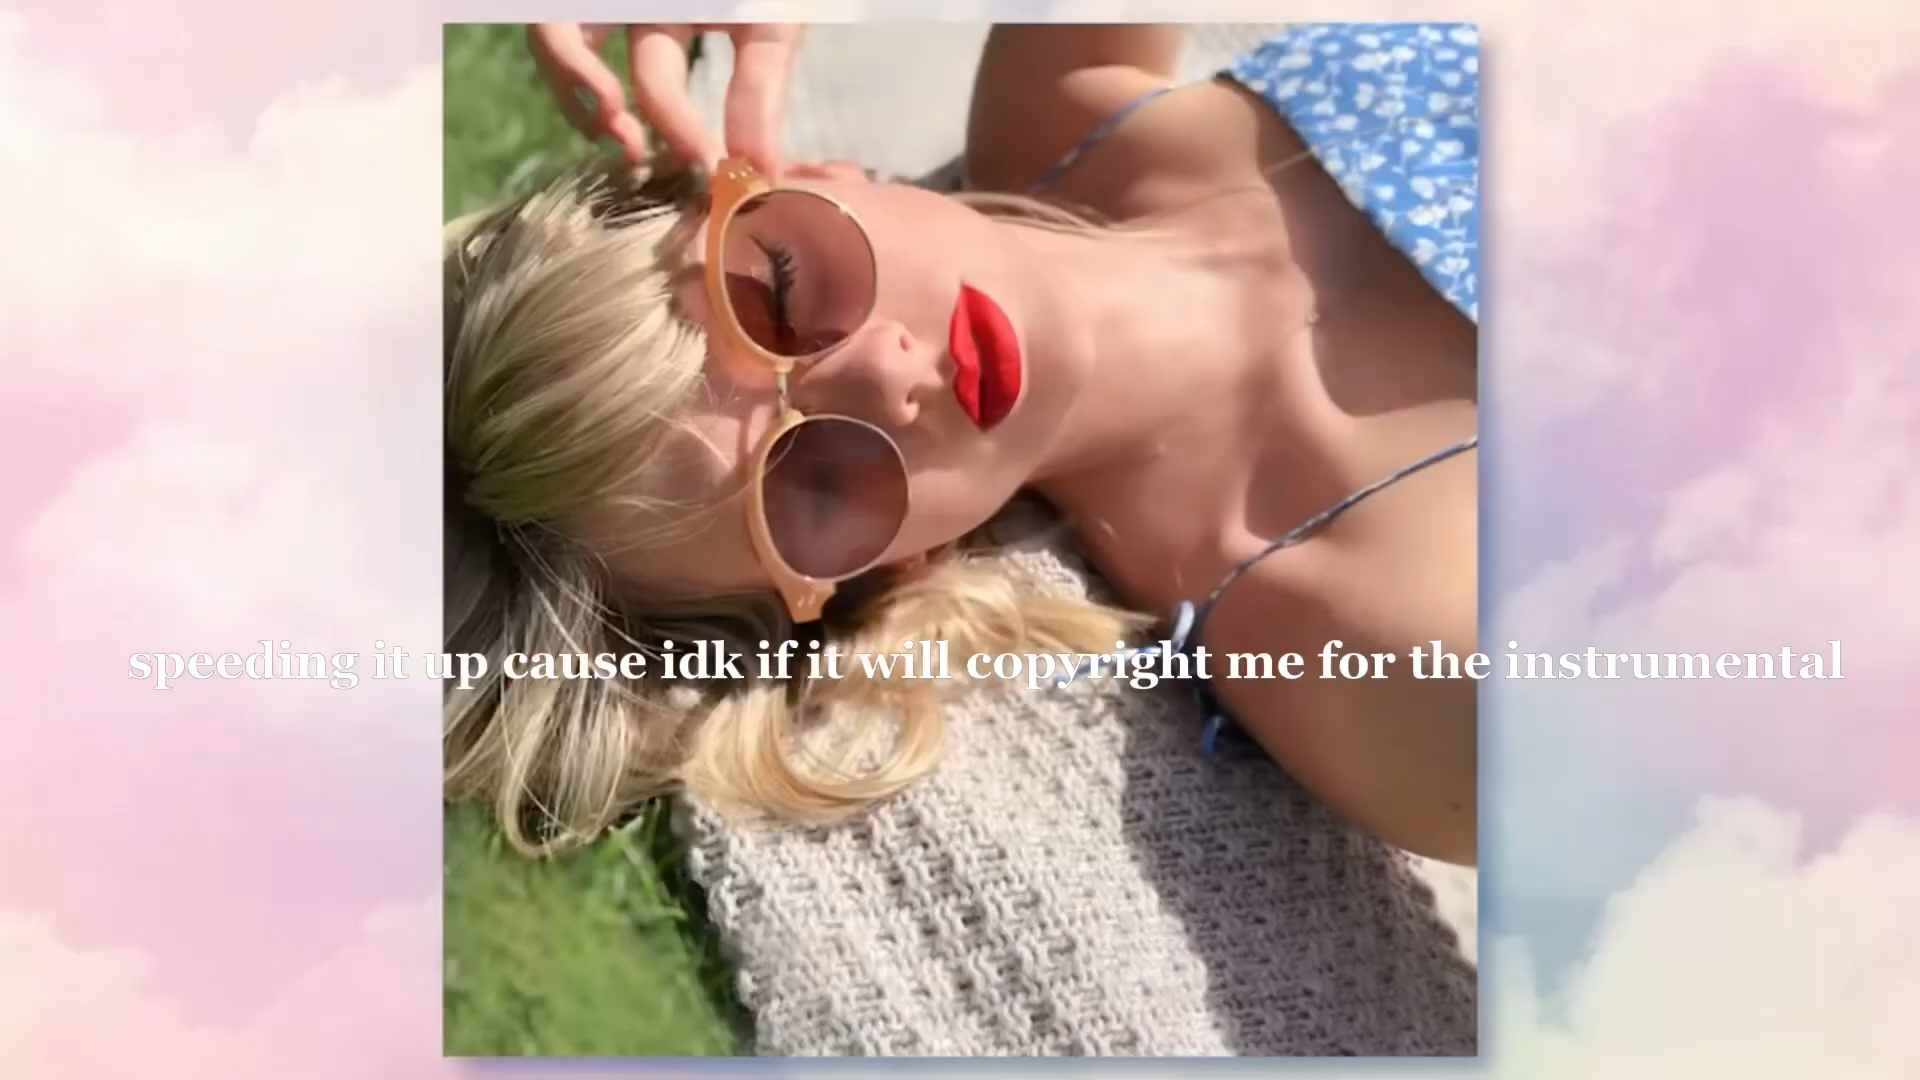 speeding it up cause idk if it will copyright me for the instrumental